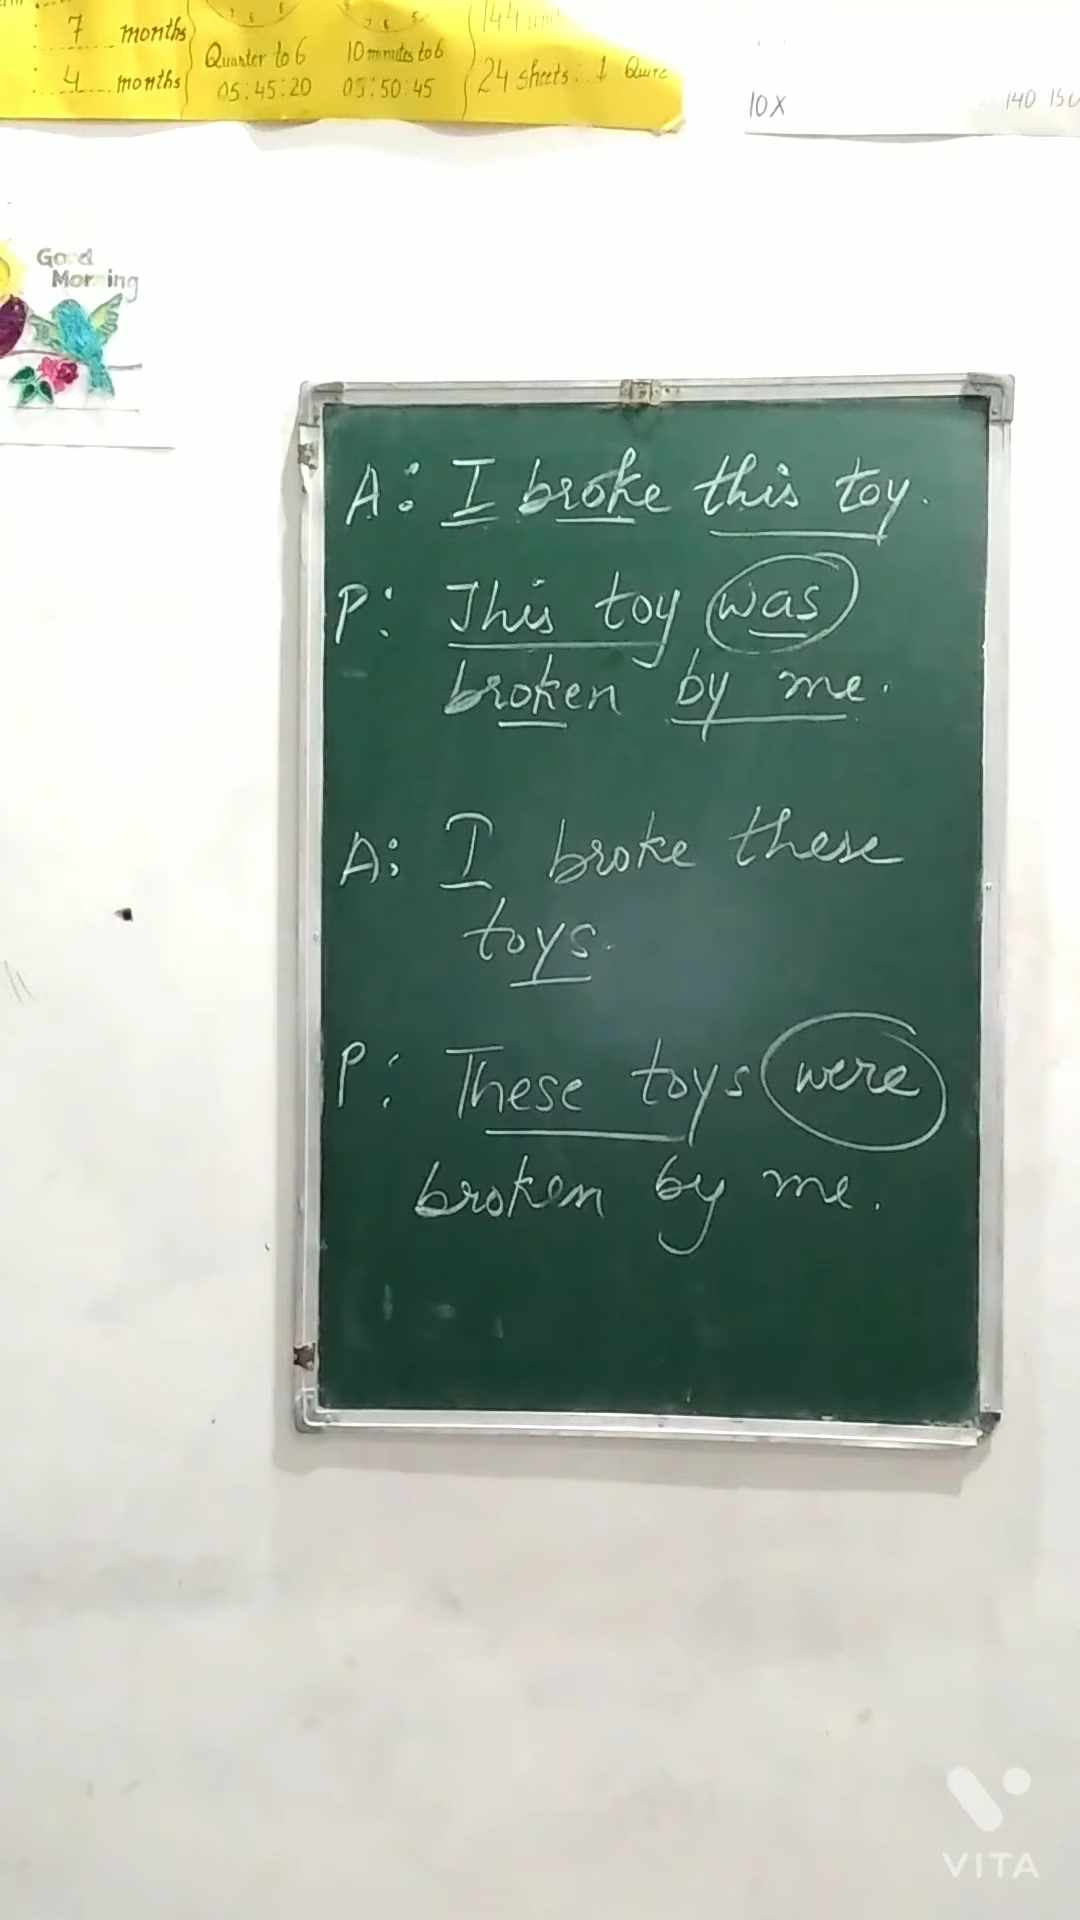 7 months
4 months
Quarter to 6
05:45:20
10 minutes to 6
05:50:45
144
24 sheets: 1 Quire
10X
140
Good
Morning
A: I broke this toy.
P: This toy was
broken by me.
A: I broke these
toys.
P: These toys were
broken by me.
VITA